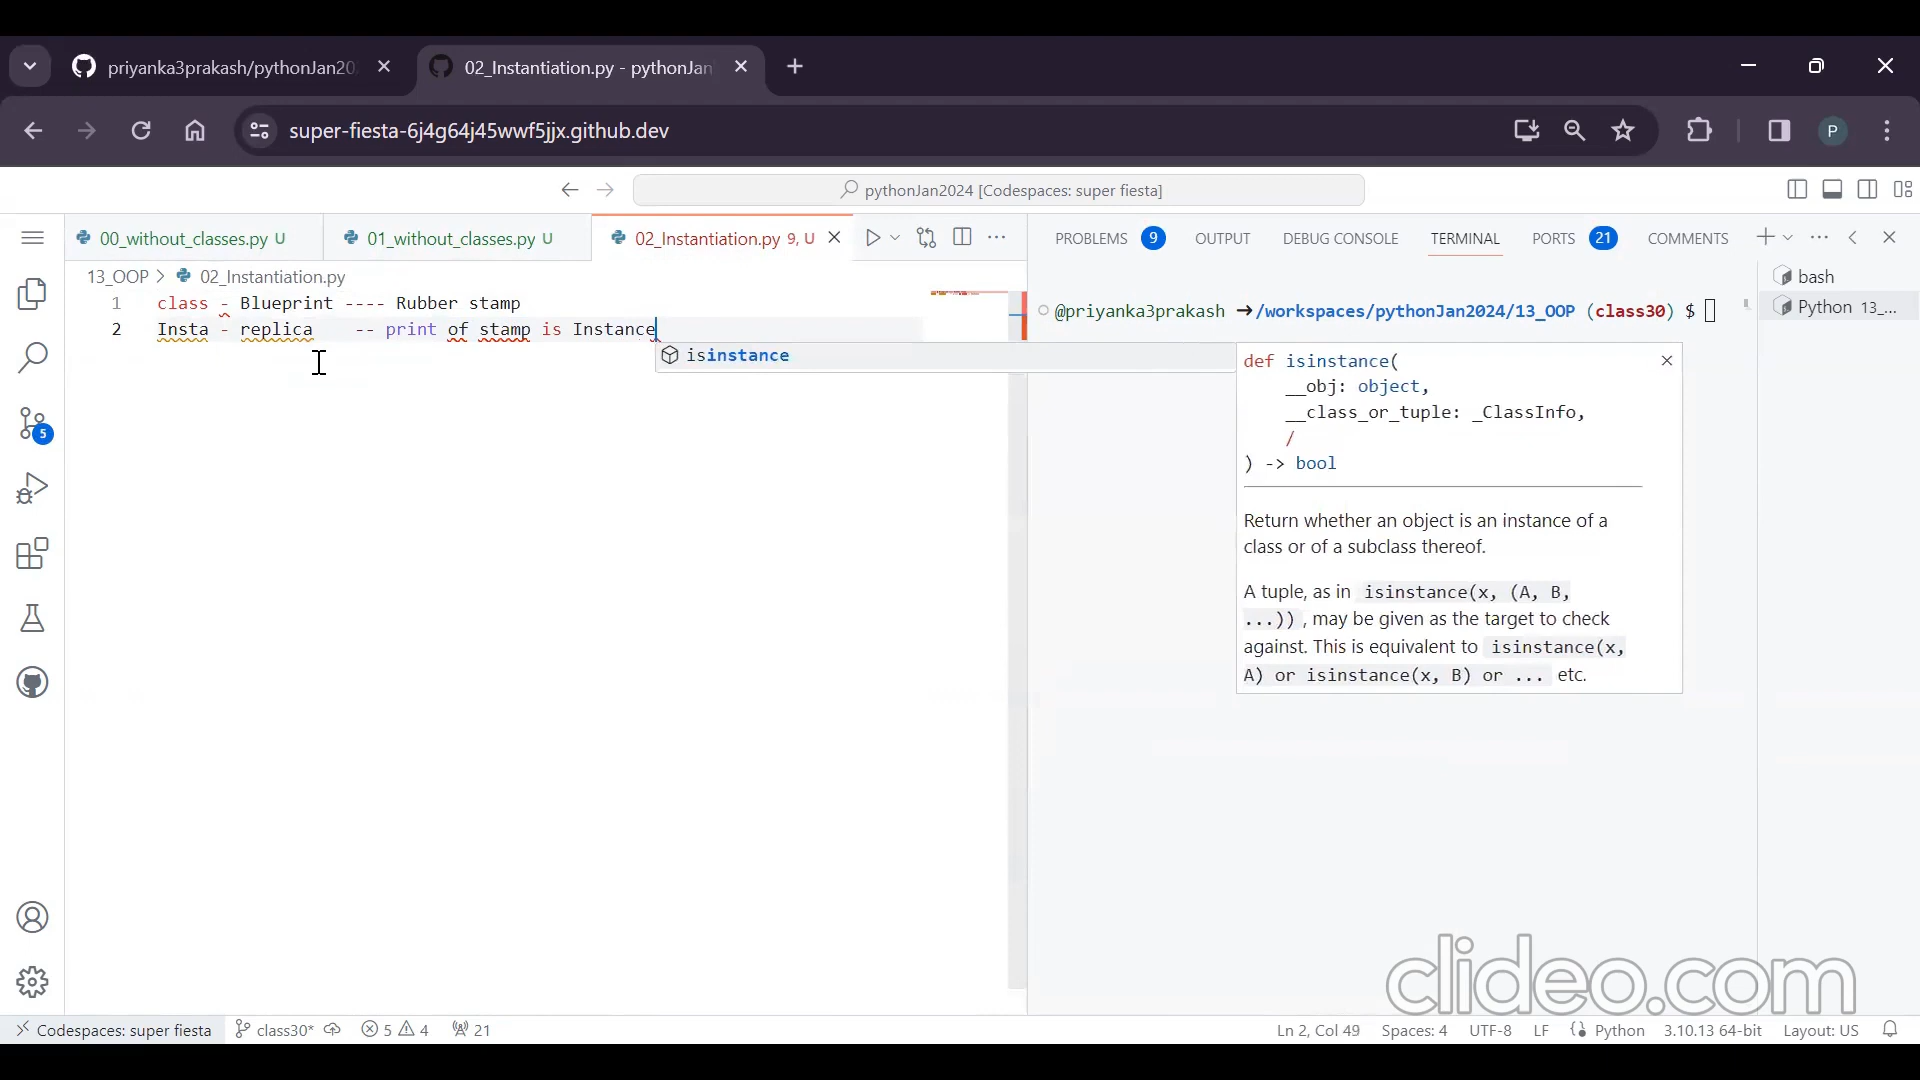 priyanka3prakash/pythonJan20
02_Instantiation.py - pythonJan
super-fiesta-6j4g64j45wwf5jjx.github.dev
P
pythonJan2024 [Codespaces: super fiesta]
00_without_classes.py U
01_without_classes.py U
02_Instantiation.py 9, U
PROBLEMS 9
OUTPUT
DEBUG CONSOLE
TERMINAL
PORTS 21
COMMENTS
13_OOP > 02_Instantiation.py
bash
Python 13_...
1 class - Blueprint ---- Rubber stamp
2 Insta - replica    -- print of stamp is Instance
@priyanka3prakash ➜/workspaces/pythonJan2024/13_OOP (class30) $
isinstance
def isinstance(
__obj: object,
__class_or_tuple: _ClassInfo,
/
) -> bool
Return whether an object is an instance of a
class or of a subclass thereof.
A tuple, as in isinstance(x, (A, B,
...)) , may be given as the target to check
against. This is equivalent to isinstance(x,
A) or isinstance(x, B) or ... etc.
5
clideo.com
Codespaces: super fiesta
class30*
5
4
21
Ln 2, Col 49
Spaces: 4
UTF-8
LF
Python
3.10.13 64-bit
Layout: US